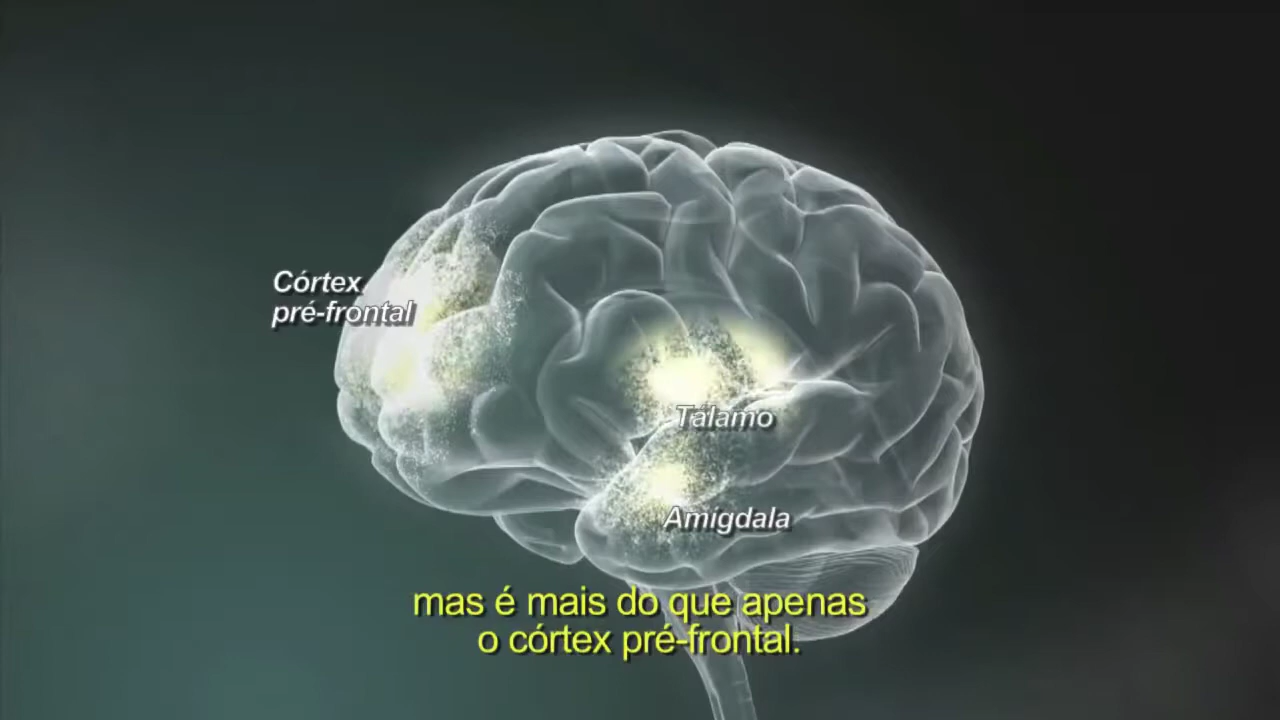 Córtex
pré-frontal
Tálamo
Amígdala
mas é mais do que apenas
o córtex pré-frontal.